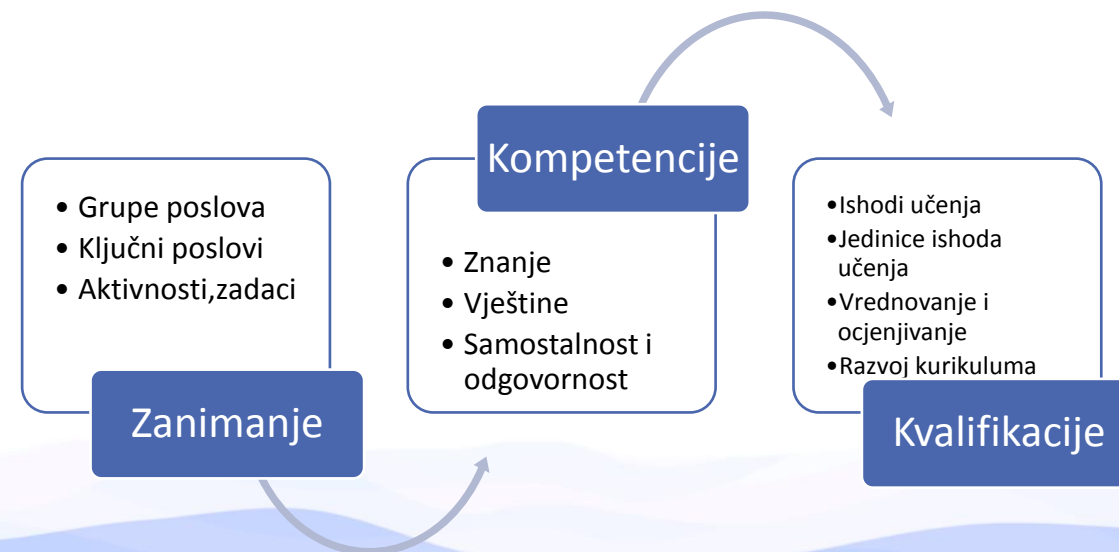 • Grupe poslova
• Ključni poslovi
• Aktivnosti,zadaci
Zanimanje
Kompetencije
• Znanje
• Vještine
• Samostalnost i
odgovornost
•Ishodi učenja
•Jedinice ishoda
učenja
•Vrednovanje i
ocjenjivanje
•Razvoj kurikuluma
Kvalifikacije